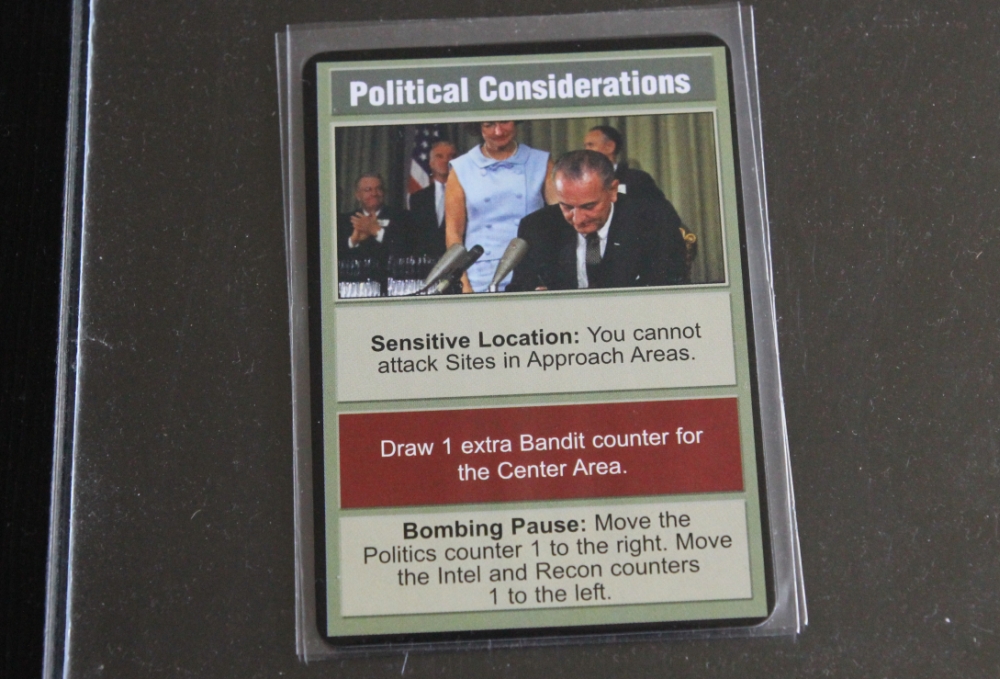 Political Considerations
Sensitive Location: You cannot
attack Sites in Approach Areas.
Draw 1 extra Bandit counter for
the Center Area.
Bombing Pause: Move the
Politics counter 1 to the right. Move
the Intel and Recon counters
1 to the left.